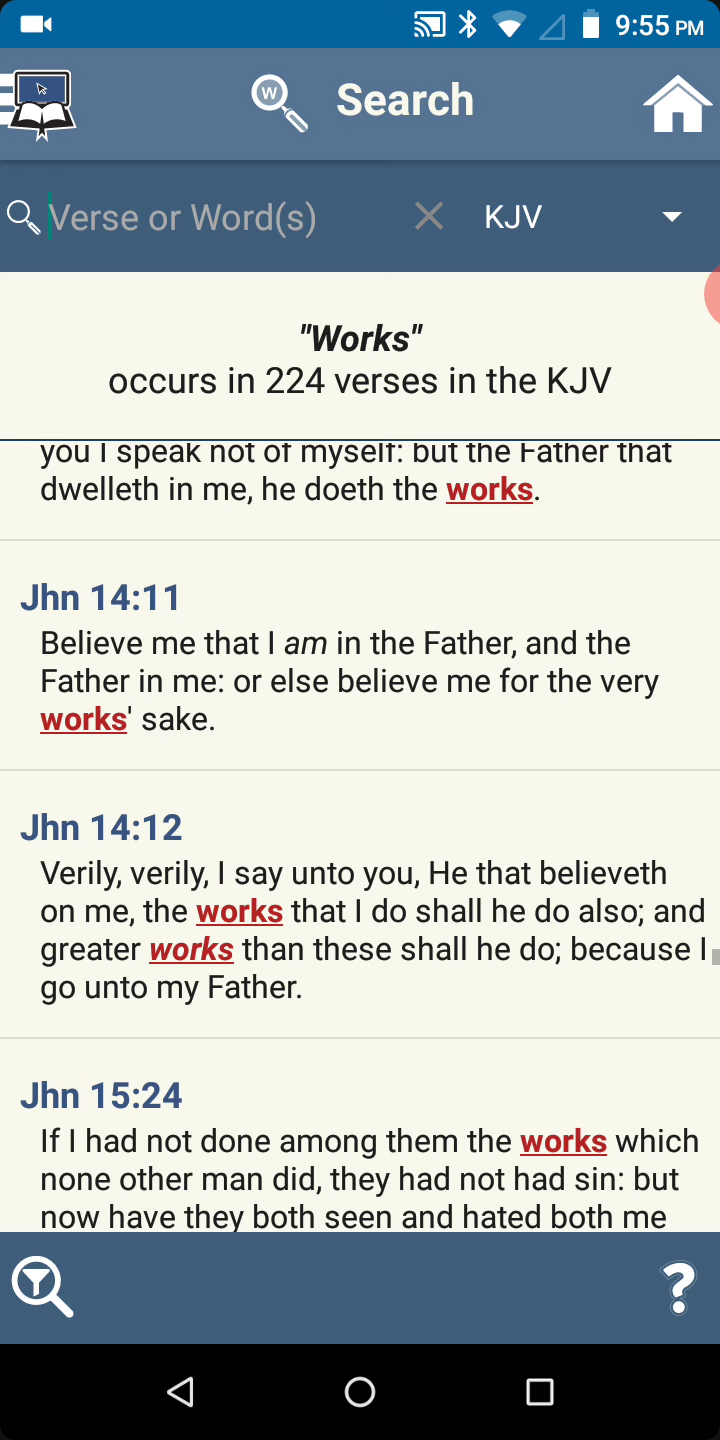 9:55 PM
W
Search
Verse or Word(s)
KJV
"Works"
occurs in 224 verses in the KJV
you I speak not of myself: but the Father that
dwelleth in me, he doeth the works.
Jhn 14:11
Believe me that I am in the Father, and the
Father in me: or else believe me for the very
works' sake.
Jhn 14:12
Verily, verily, I say unto you, He that believeth
on me, the works that I do shall he do also; and
greater works than these shall he do; because I
go unto my Father.
Jhn 15:24
If I had not done among them the works which
none other man did, they had not had sin: but
now have they both seen and hated both me
?